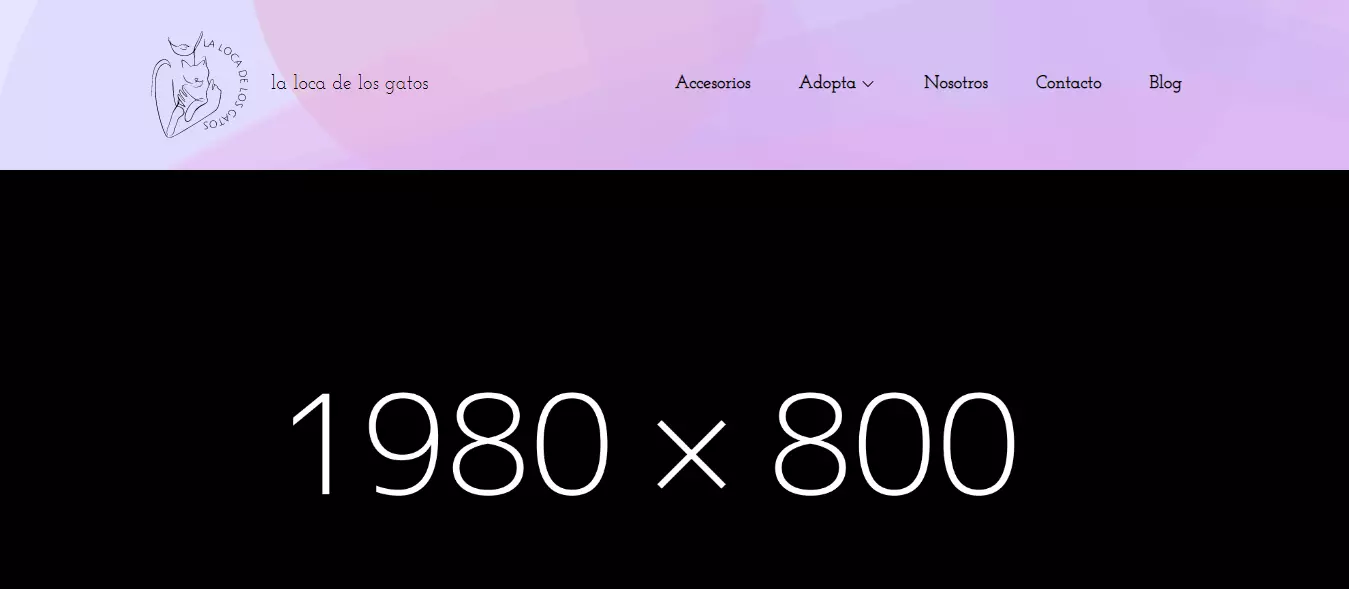 LA LOCA DE LOS GATOS
la loca de los gatos
Accesorios
Adopta
Nosotros
Contacto
Blog
1980 × 800